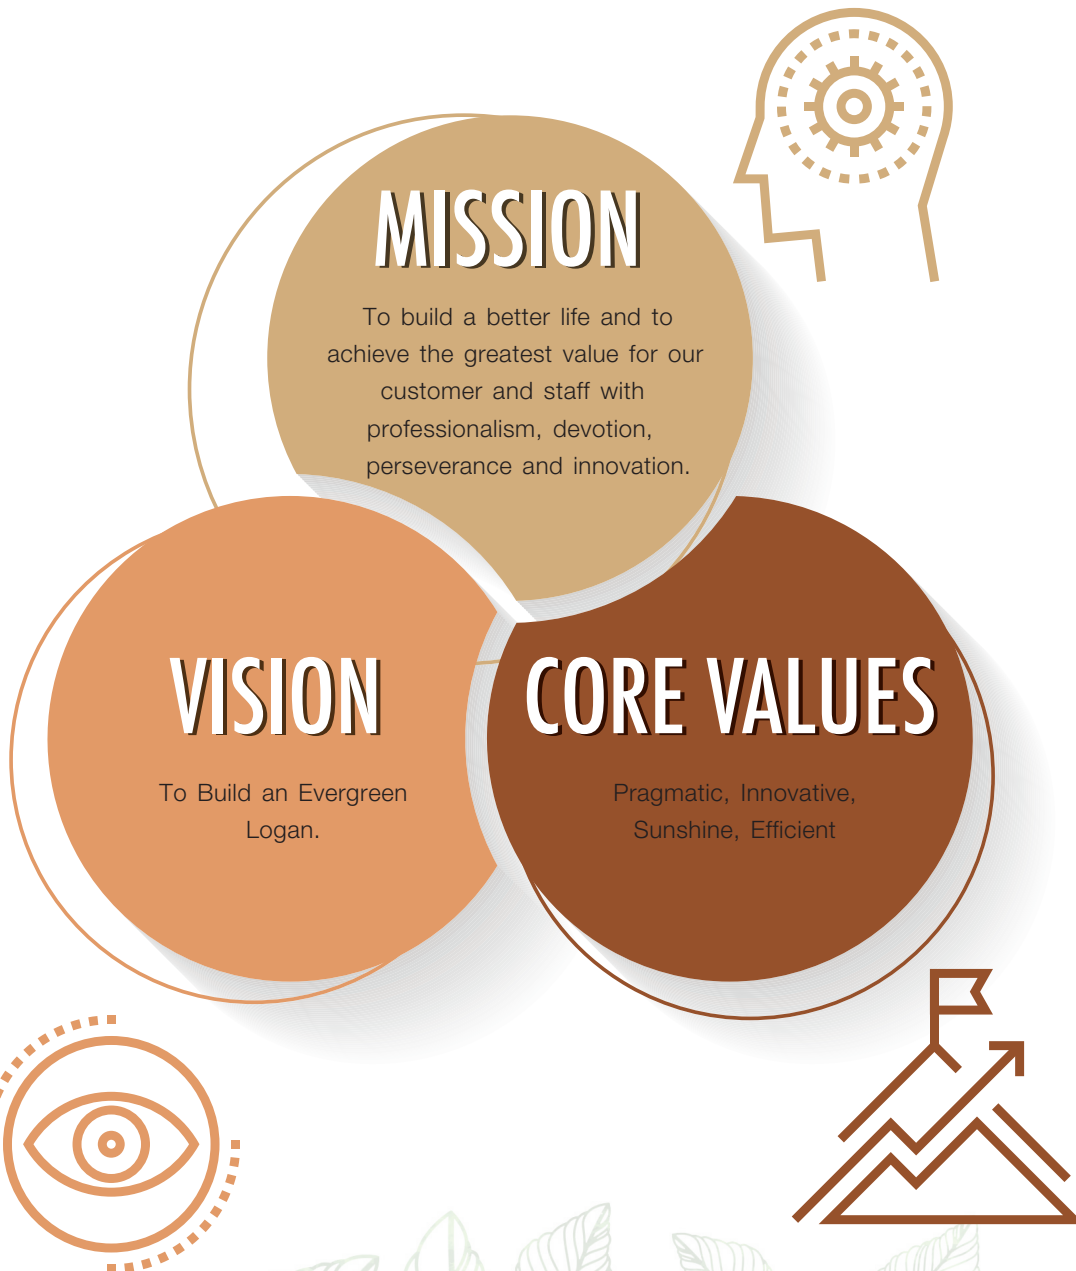 MISSION
To build a better life and to
achieve the greatest value for our
customer and staff with
professionalism, devotion,
perseverance and innovation.
VISION
To Build an Evergreen
Logan.
CORE VALUES
Pragmatic, Innovative,
Sunshine, Efficient